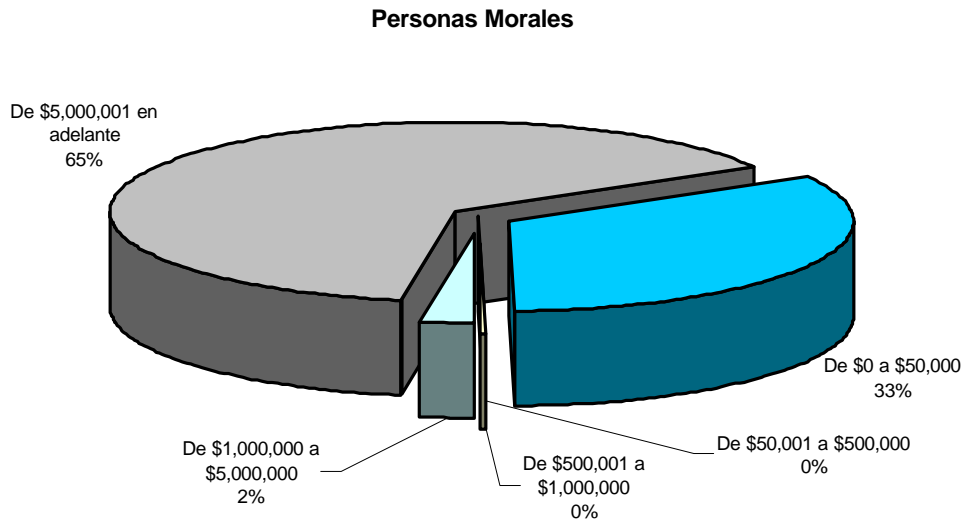 Personas Morales
De $5,000,001 en
adelante
65%
De $0 a $50,000
33%
De $50,001 a $500,000
0%
De $500,001 a
$1,000,000
0%
De $1,000,000 a
$5,000,000
2%